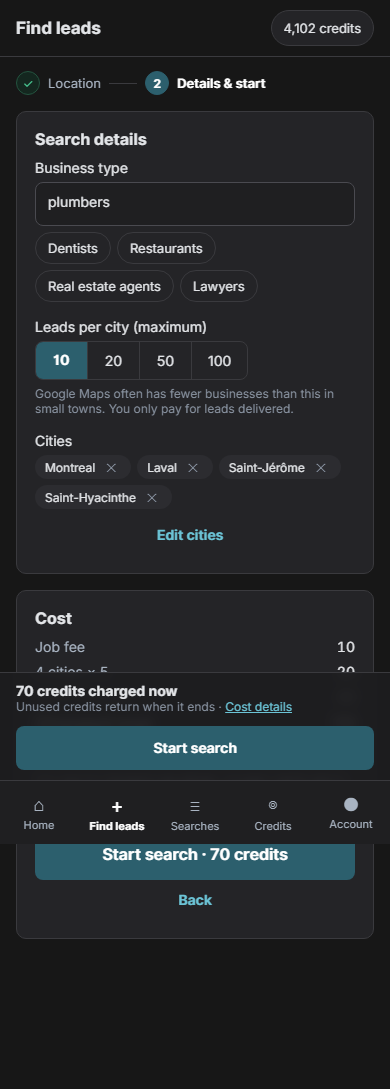 Find leads
4,102 credits
Location
2 Details & start
Search details
Business type
plumbers
Dentists
Restaurants
Real estate agents
Lawyers
Leads per city (maximum)
10 20 50 100
Google Maps often has fewer businesses than this in
small towns. You only pay for leads delivered.
Cities
Montreal
Laval
Saint-Jérôme
Saint-Hyacinthe
Edit cities
Cost
Job fee 10
4 cities × 5 20
70 credits charged now
Unused credits return when it ends · Cost details
Start search
Home
Find leads
Searches
Credits
Account
Start search · 70 credits
Back